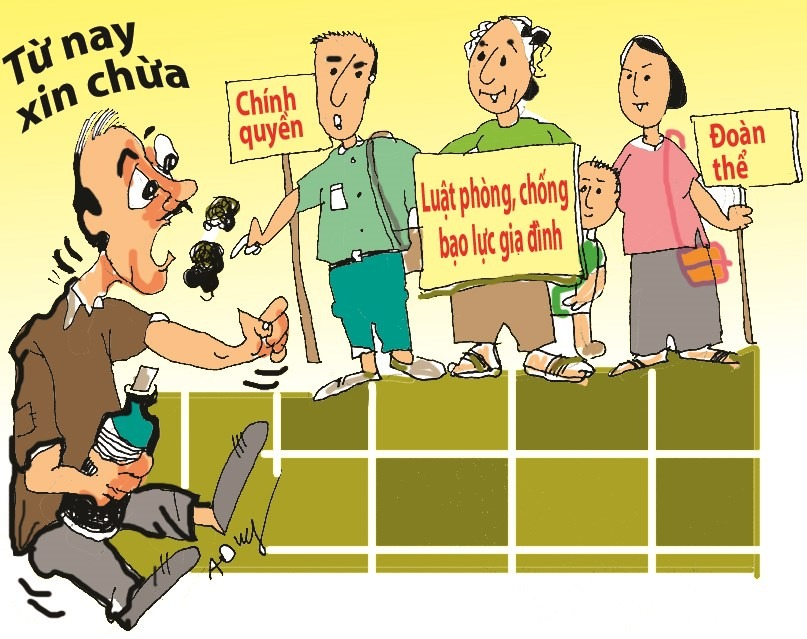 Từ nay
xin chừa
Chính
quyền
Luật phòng, chống
bạo lực gia đình
Đoàn
thể